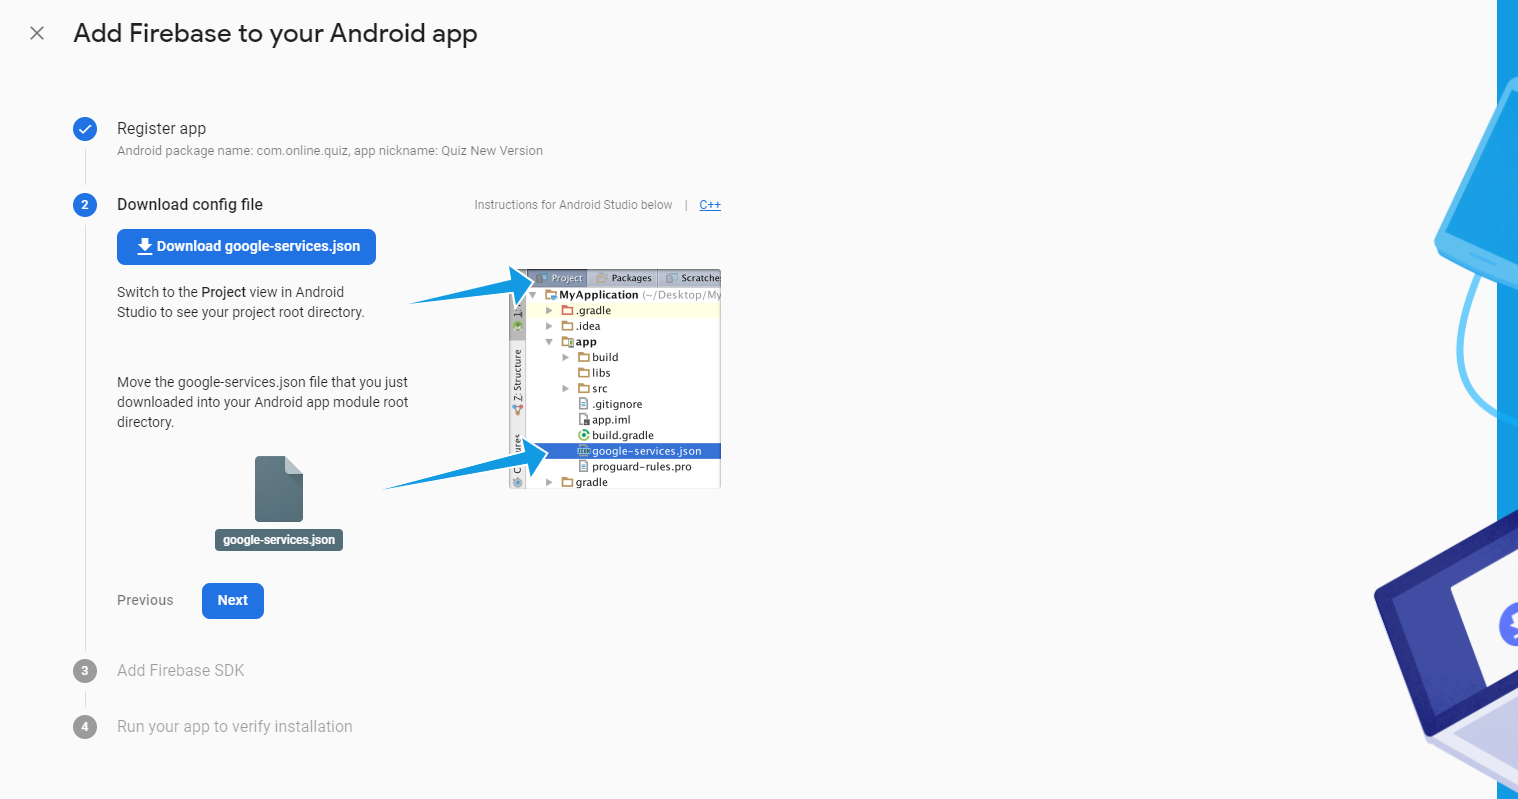 Add Firebase to your Android app
Register app
Android package name: com.online.quiz, app nickname: Quiz New Version
2
Download config file
Instructions for Android Studio below | C++
Download google-services.json
Switch to the Project view in Android
Studio to see your project root directory.
Move the google-services.json file that you just
downloaded into your Android app module root
directory.
google-services.json
Project
Packages
Scratches
MyApplication (~/Desktop/My
.gradle
.idea
app
build
libs
src
.gitignore
app.iml
build.gradle
google-services.json
proguard-rules.pro
gradle
Z: Structure
Previous
Next
3
Add Firebase SDK
4
Run your app to verify installation